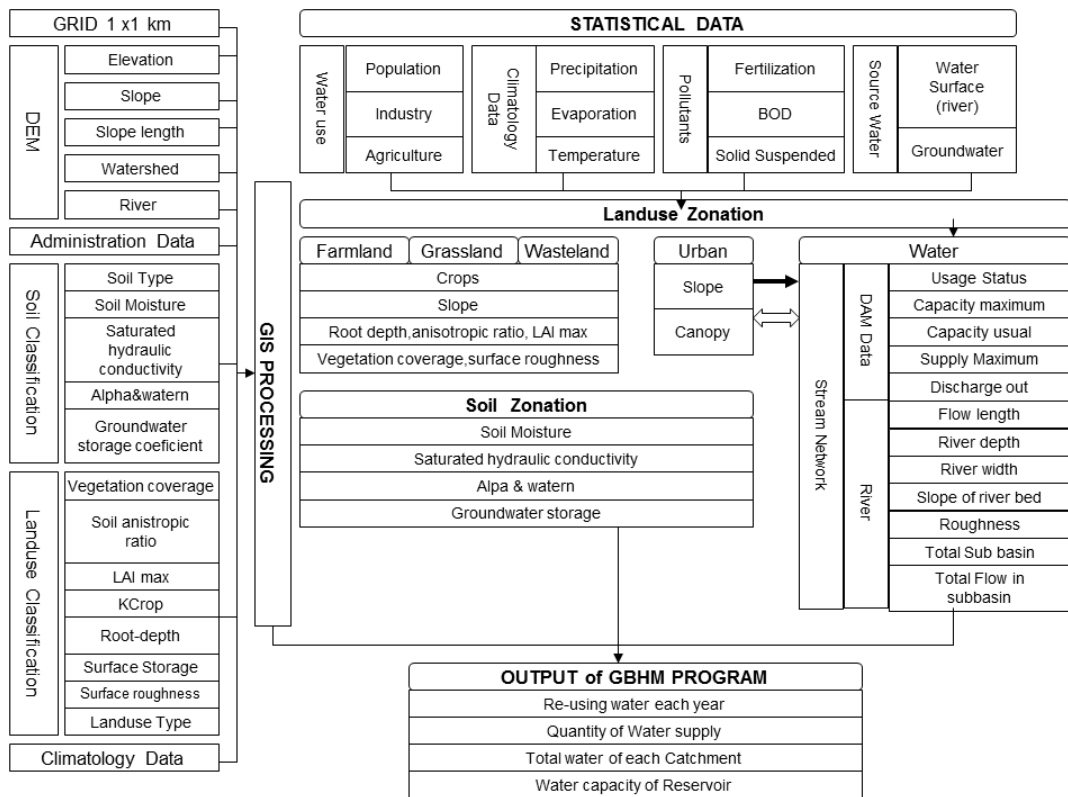 GRID 1 x1 km
DEM
Elevation
Slope
Slope length
Watershed
River
Administration Data
Soil Classification
Soil Type
Soil Moisture
Saturated
hydraulic
conductivity
Alpha&watern
Groundwater
storage coeficient
Landuse Classification
Vegetation coverage
Soil anistropic
ratio
LAI max
KCrop
Root-depth
Surface Storage
Surface roughness
Landuse Type
Climatology Data
GIS PROCESSING
STATISTICAL DATA
Water use
Population
Industry
Agriculture
Climatology
Data
Precipitation
Evaporation
Temperature
Pollutants
Fertilization
BOD
Solid Suspended
Source Water
Water
Surface
(river)
Groundwater
Landuse Zonation
Farmland
Grassland
Wasteland
Crops
Slope
Root depth,anisotropic ratio, LAI max
Vegetation coverage,surface roughness
Urban
Slope
Canopy
Water
Stream Network
DAM Data
Usage Status
Capacity maximum
Capacity usual
Supply Maximum
Discharge out
River
Flow length
River depth
River width
Slope of river bed
Roughness
Total Sub basin
Total Flow in
subbasin
Soil Zonation
Soil Moisture
Saturated hydraulic conductivity
Alpa & watern
Groundwater storage
OUTPUT of GBHM PROGRAM
Re-using water each year
Quantity of Water supply
Total water of each Catchment
Water capacity of Reservoir